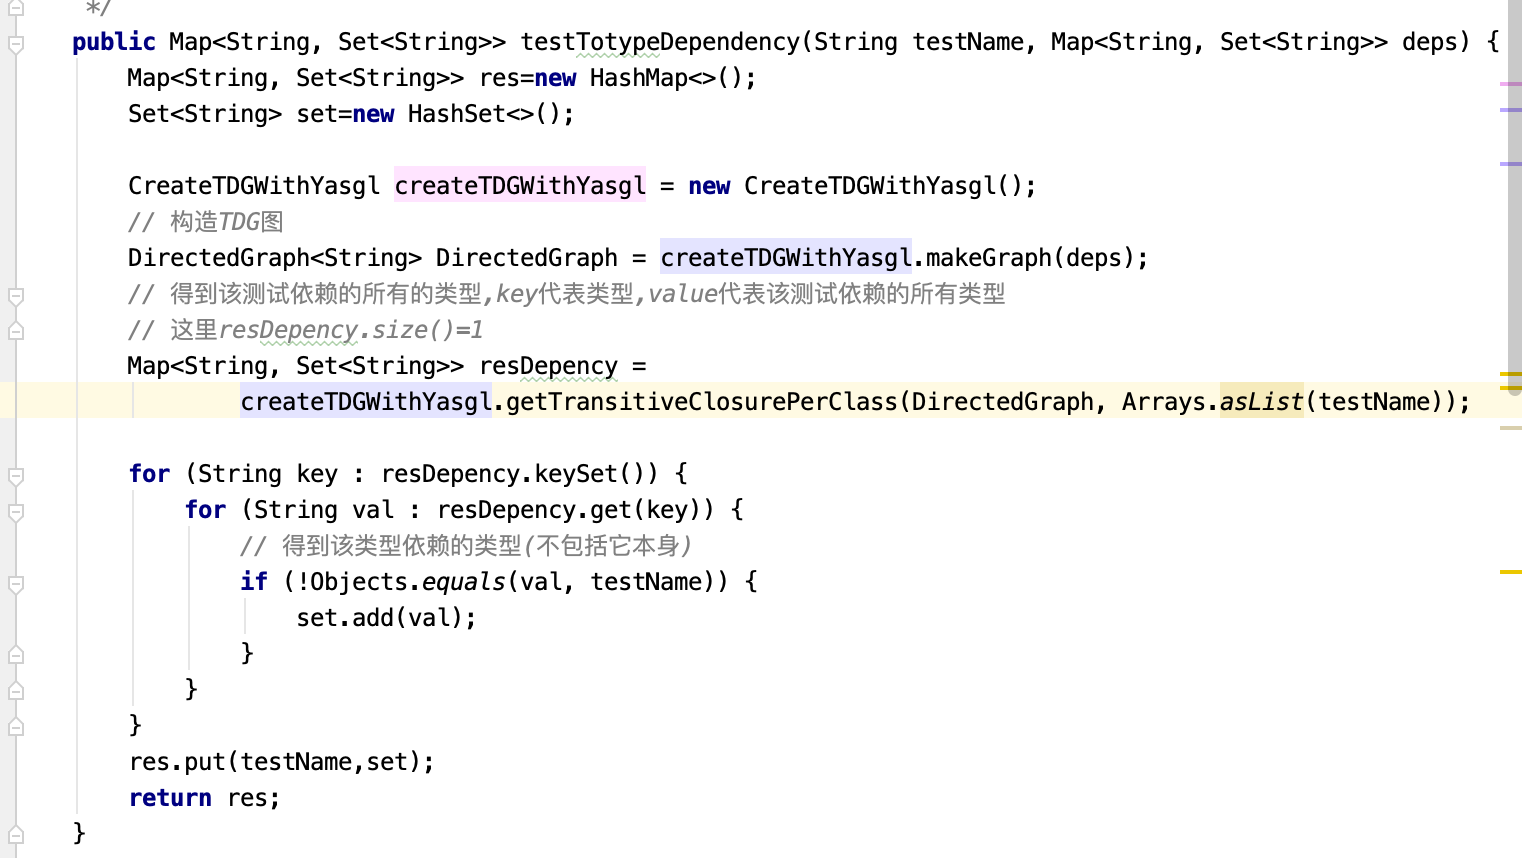 */
public Map<String, Set<String>> testTotypeDependency(String testName, Map<String, Set<String>> deps) {
Map<String, Set<String>> res=new HashMap<>();
Set<String> set=new HashSet<>();
CreateTDGWithYasgl createTDGWithYasgl = new CreateTDGWithYasgl();
// 构造TDG图
DirectedGraph<String> DirectedGraph = createTDGWithYasgl.makeGraph(deps);
// 得到该测试依赖的所有的类型,key代表类型,value代表该测试依赖的所有类型
// 这里resDepency.size()=1
Map<String, Set<String>> resDepency =
createTDGWithYasgl.getTransitiveClosurePerClass(DirectedGraph, Arrays.asList(testName));
for (String key : resDepency.keySet()) {
for (String val : resDepency.get(key)) {
// 得到该类型依赖的类型(不包括它本身)
if (!Objects.equals(val, testName)) {
set.add(val);
}
}
}
res.put(testName,set);
return res;
}